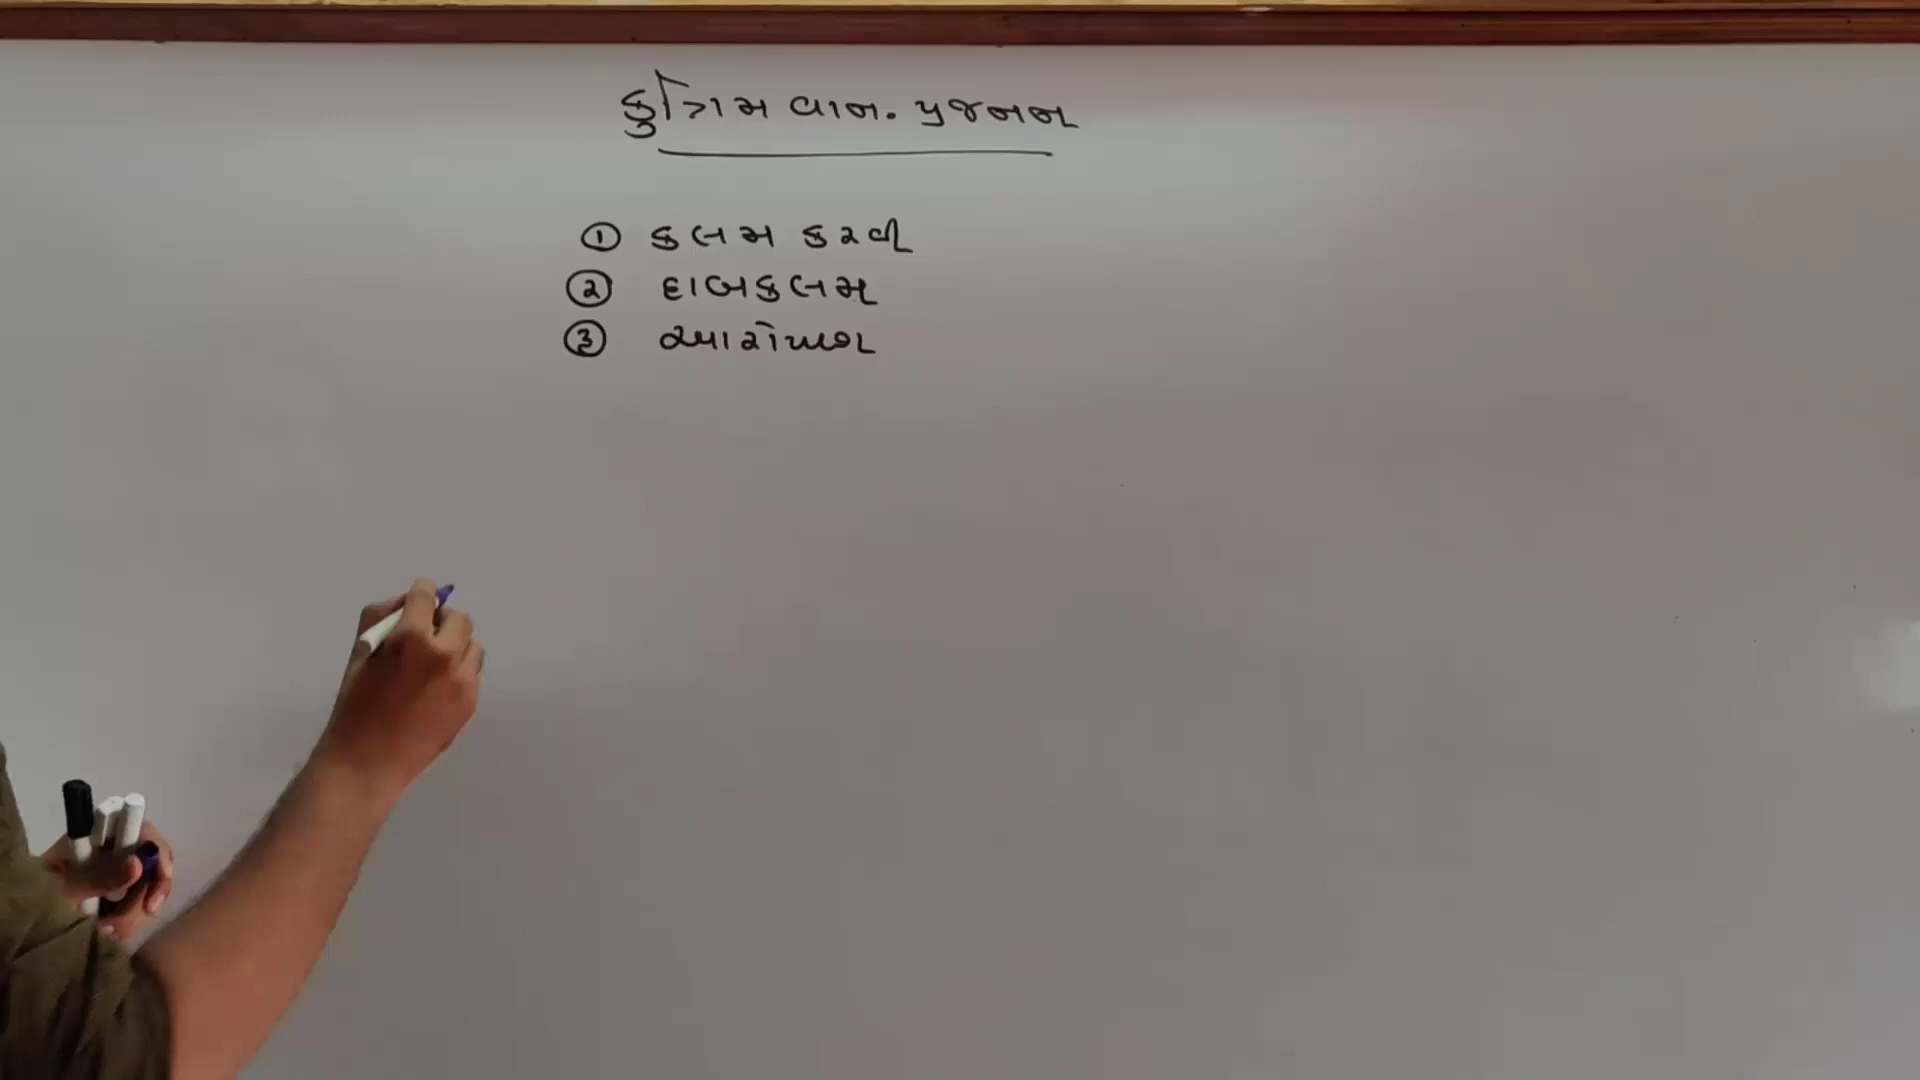 કૃત્રિમ વાન. પ્રજનન
① કલમ કરવી
② દાબકલમ
③ આરોપણ